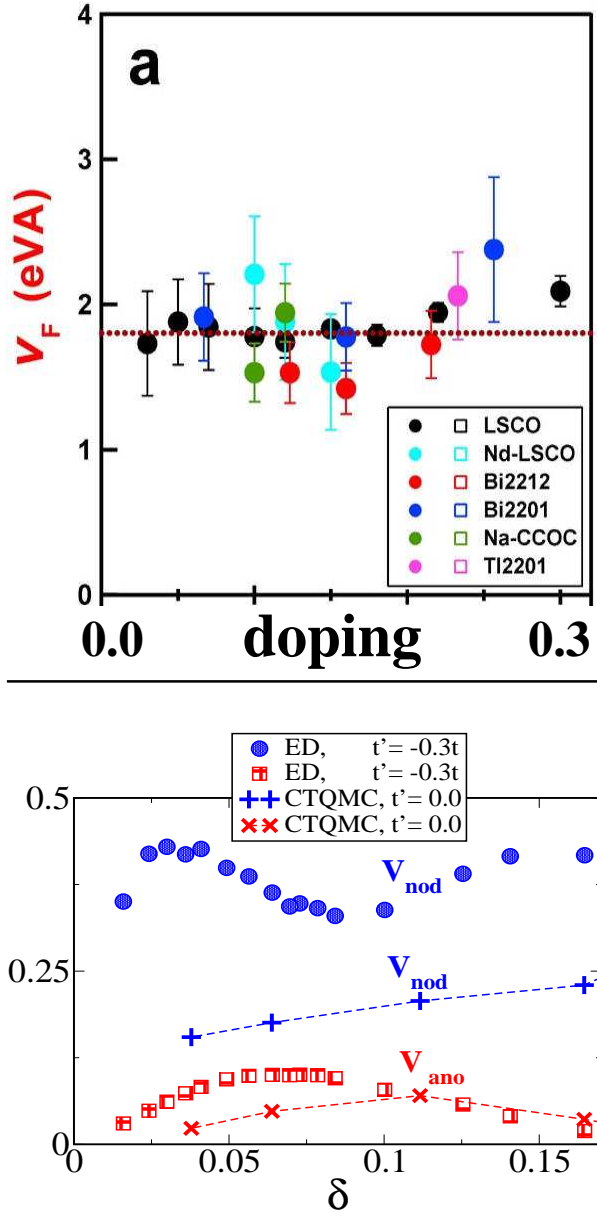 4
a
3
V_F (eVA)
2
1
LSCO
Nd-LSCO
Bi2212
Bi2201
Na-CCOC
Tl2201
0
0.0 doping 0.3
ED, t'= -0.3t
ED, t'= -0.3t
CTQMC, t'= 0.0
CTQMC, t'= 0.0
0.5
V_nod
0.25
V_nod
V_ano
0
0 0.05 0.1 0.15
δ